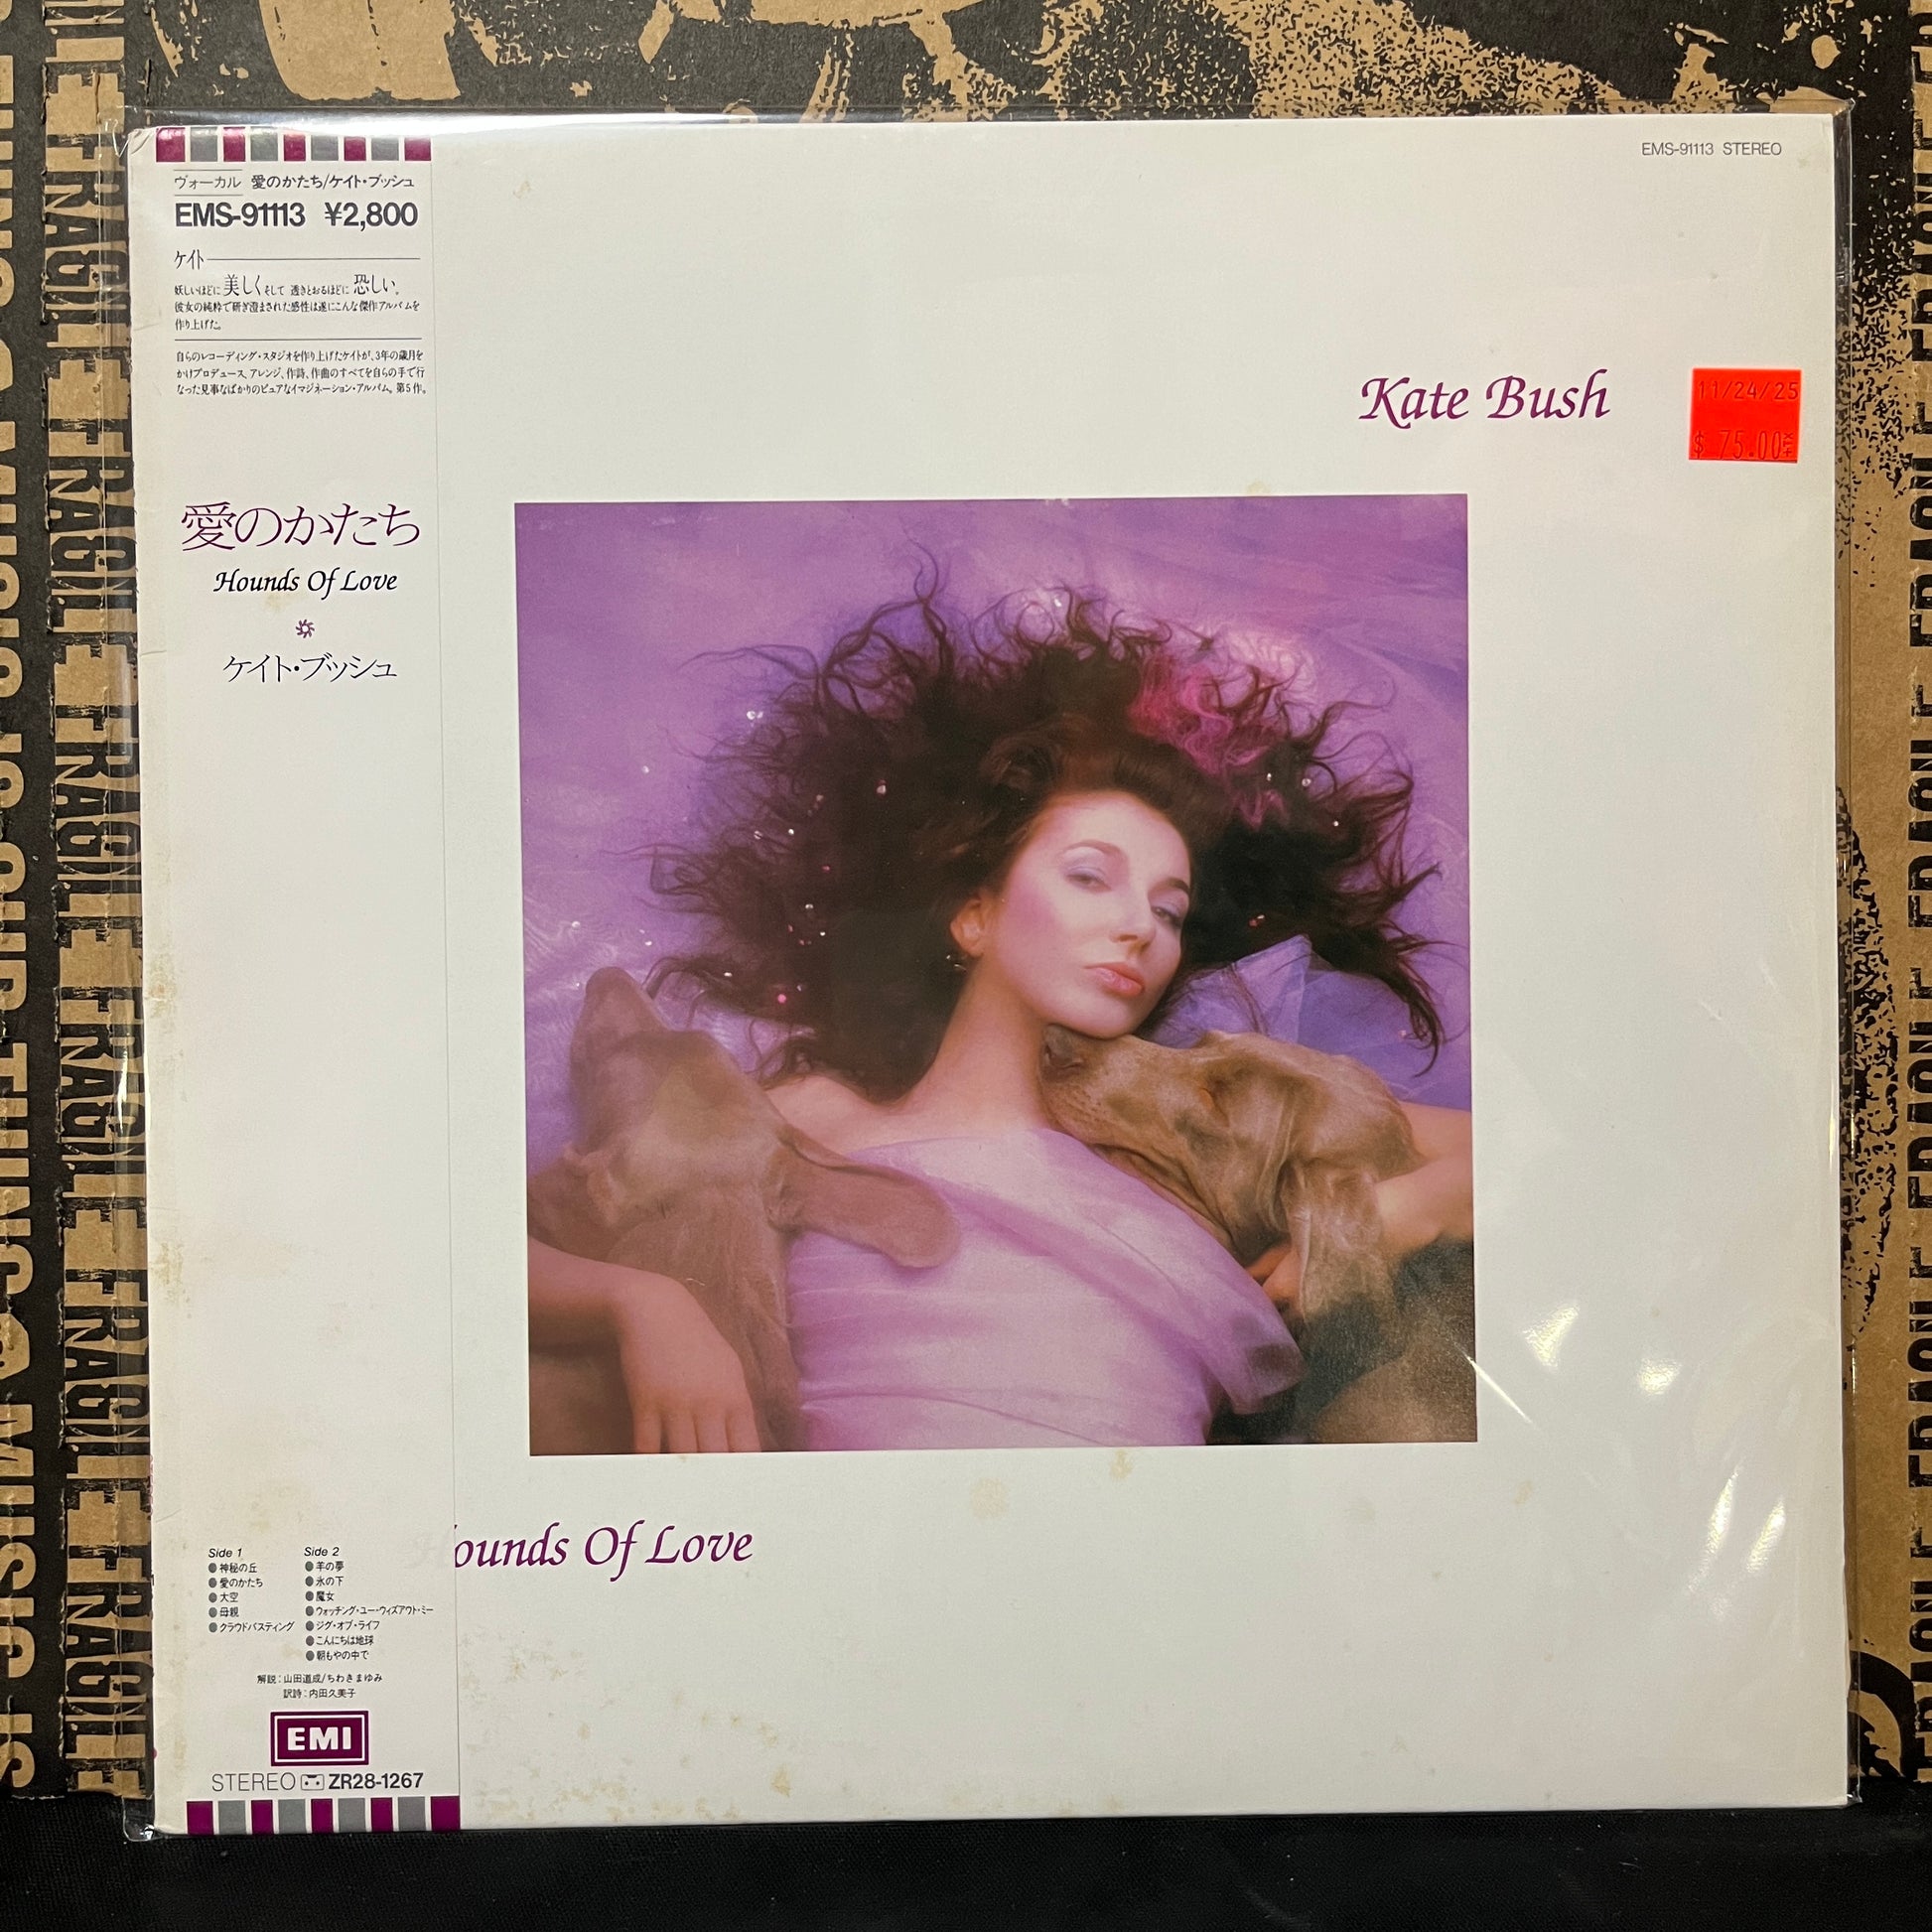 EMS-91113 STEREO
ヴォーカル 愛のかたち/ケイト・ブッシュ
EMS-91113 ¥2,800
ケイト
妖しいほどに美しくそして 透きとおるほどに恐しい。
彼女の純粋で研ぎ澄まされた感性は遂にこんな傑作アルバムを
作り上げた。
自らのレコーディング・スタジオを作り上げたケイトが、3年の歳月を
かけプロデュース、アレンジ、作詩、作曲のすべてを自らの手で行
なった見事なばかりのピュアなイマジネーション・アルバム。第5作。
Kate Bush
11/24/25
$ 75.00
愛のかたち
Hounds Of Love
ケイト・ブッシュ
Hounds Of Love
Side 1
神秘の丘
愛のかたち
大空
母親
クラウドバスティング
Side 2
羊の夢
氷の下
魔女
ウォッチング・ユー・ウィズアウト・ミー
ジグ・オブ・ライフ
こんにちは地球
朝もやの中で
解説：山田道成/ちわきまゆみ
訳詩：内田久美子
EMI
STEREO ZR28-1267
FRAGILE FRAGILE FRAGILE FRAGILE FRAGILE FRAGILE